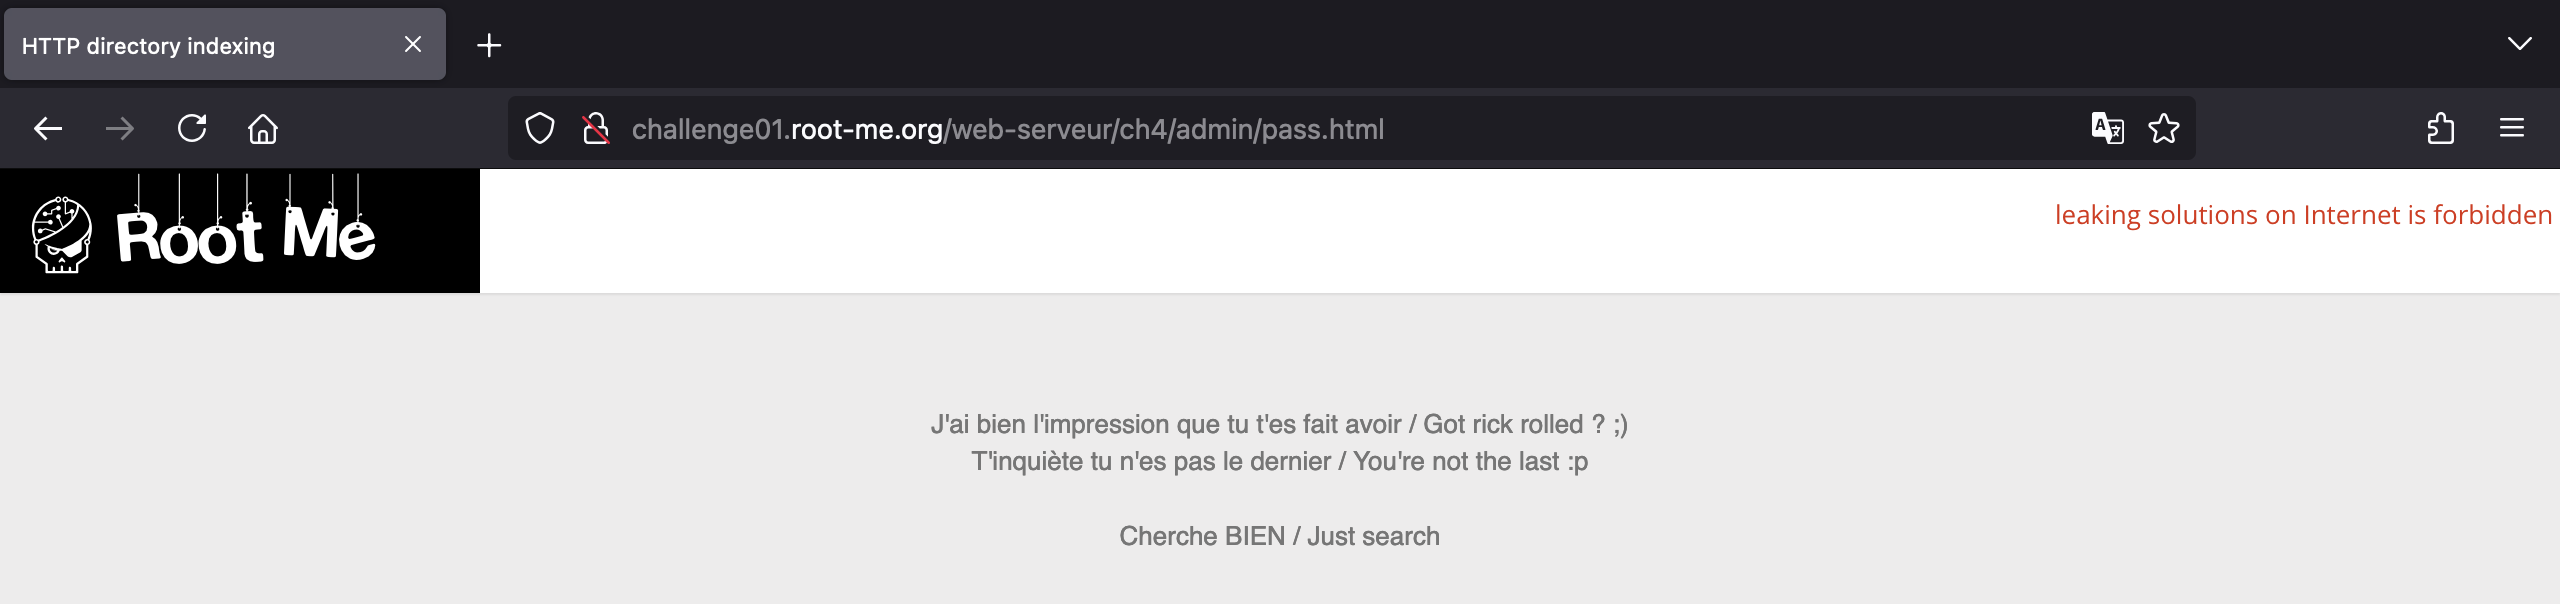 HTTP directory indexing
challenge01.root-me.org/web-serveur/ch4/admin/pass.html
Root Me
leaking solutions on Internet is forbidden
J'ai bien l'impression que tu t'es fait avoir / Got rick rolled ? ;)
T'inquiète tu n'es pas le dernier / You're not the last :p
Cherche BIEN / Just search